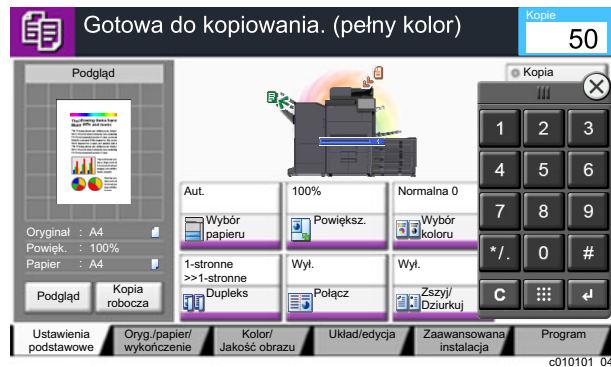 Gotowa do kopiowania. (pełny kolor)
Kopie
50
Podgląd
Kopia
Oryginał : A4
Powięk. : 100%
Papier : A4
Podgląd
Kopia
robocza
Aut.
Wybór
papieru
100%
Powiększ.
Normalna 0
Wybór
koloru
1-stronne
>>1-stronne
Dupleks
Wył.
Połącz
Wył.
Zszyj/
Dziurkuj
1 2 3
4 5 6
7 8 9
*/. 0 #
C
Ustawienia
podstawowe
Oryg./papier/
wykończenie
Kolor/
Jakość obrazu
Układ/edycja
Zaawansowana
instalacja
Program
c010101_04